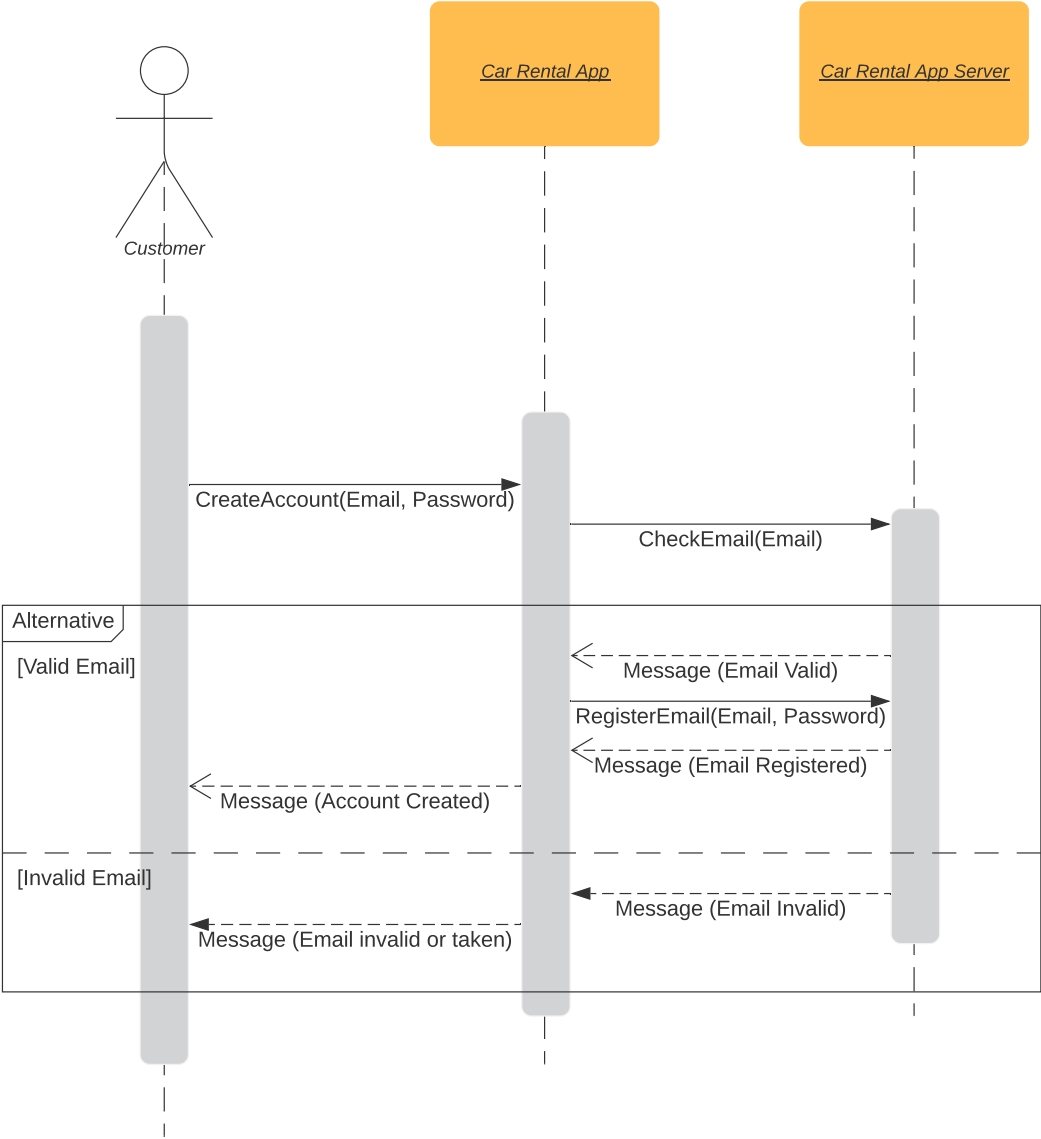 Car Rental App
Car Rental App Server
Customer
CreateAccount(Email, Password)
CheckEmail(Email)
Alternative
[Valid Email]
Message (Email Valid)
RegisterEmail(Email, Password)
Message (Email Registered)
Message (Account Created)
[Invalid Email]
Message (Email Invalid)
Message (Email invalid or taken)